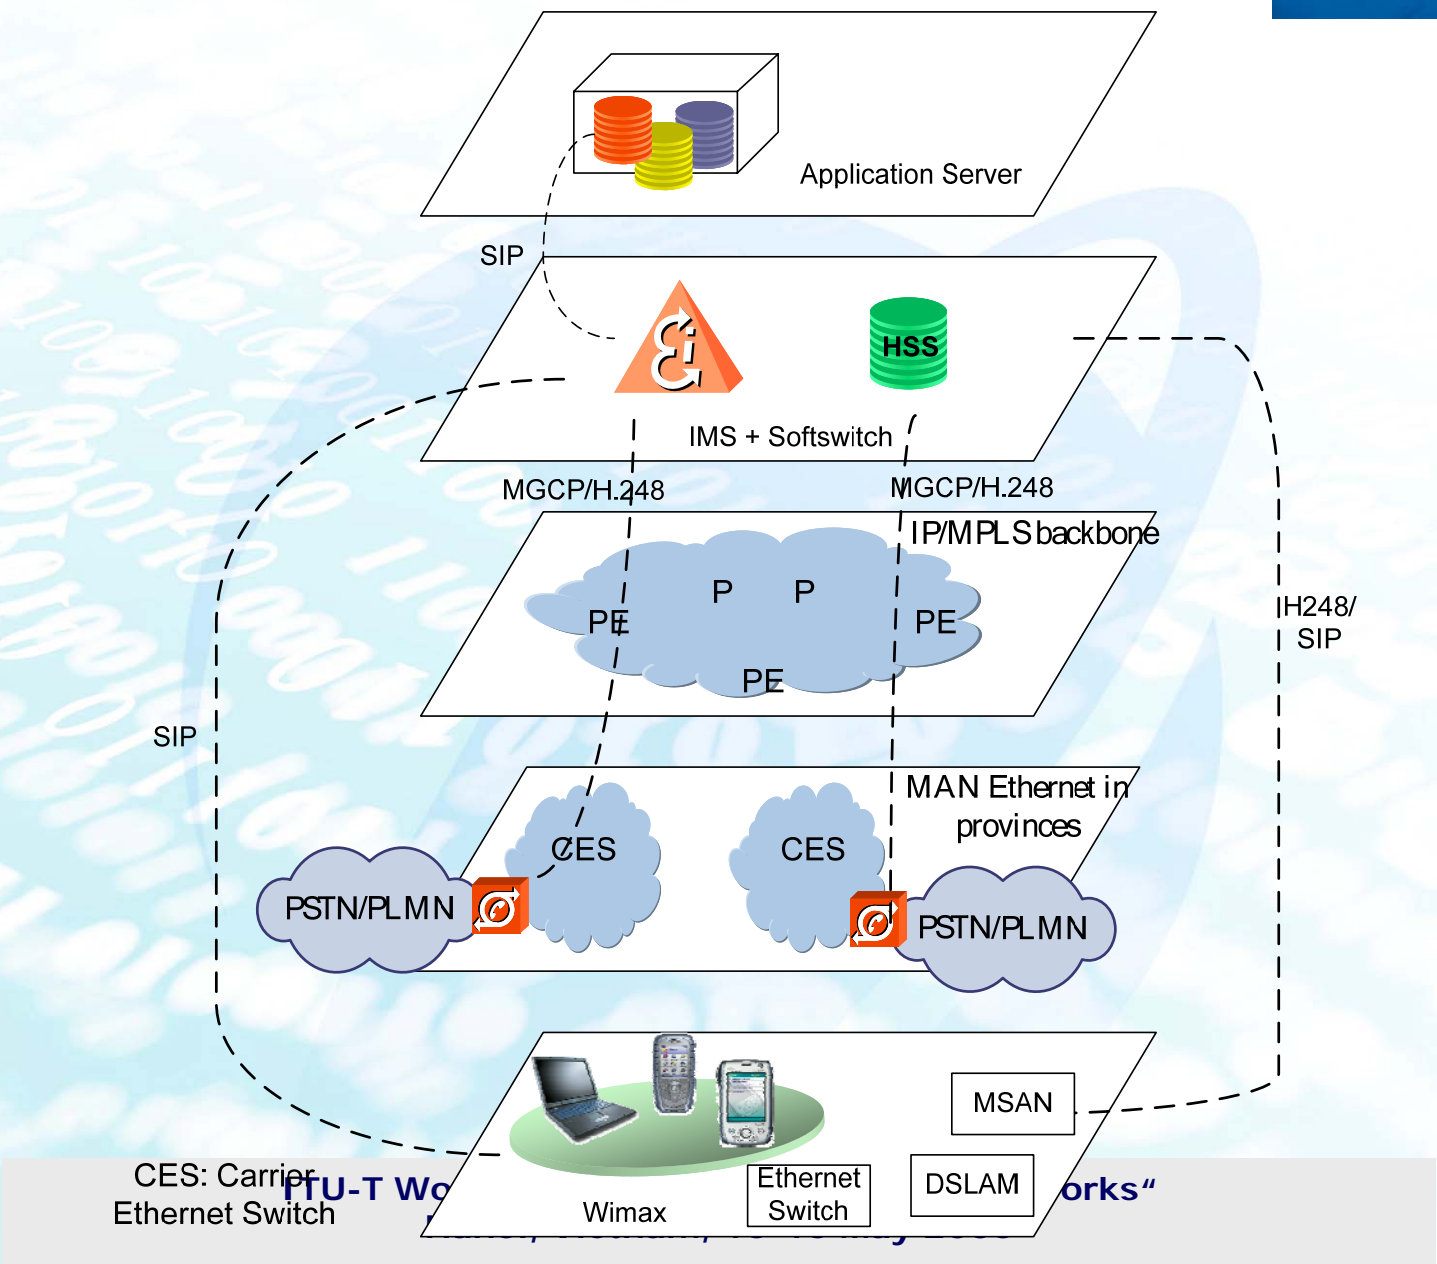 Application Server
SIP
HSS
IMS + Softswitch
MGCP/H.248
MGCP/H.248
IP/MPLS backbone
P P
PE PE
PE
H248/
SIP
SIP
MAN Ethernet in
provinces
CES
CES
PSTN/PLMN
PSTN/PLMN
MSAN
DSLAM
Ethernet
Switch
Wimax
CES: Carrier
Ethernet Switch
ITU-T